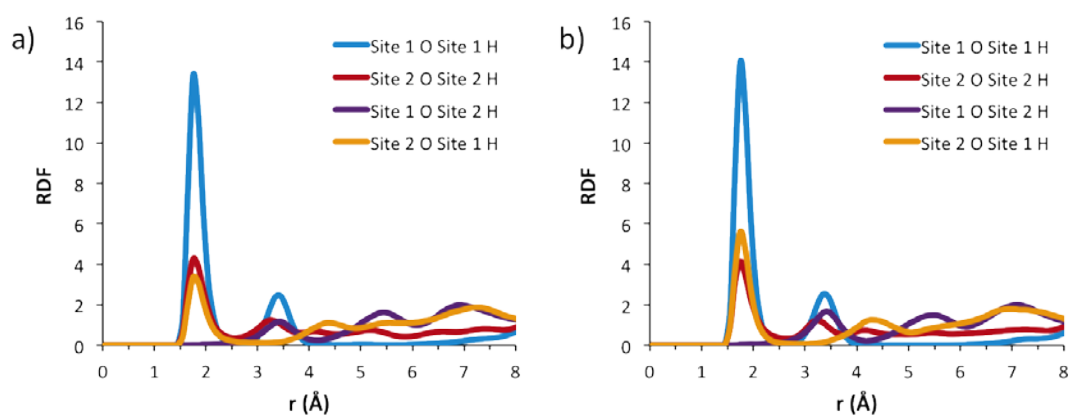 a)
16
14
12
10
8
6
4
2
0
RDF
Site 1 O Site 1 H
Site 2 O Site 2 H
Site 1 O Site 2 H
Site 2 O Site 1 H
0 1 2 3 4 5 6 7 8
r (Å)
b)
16
14
12
10
8
6
4
2
0
RDF
Site 1 O Site 1 H
Site 2 O Site 2 H
Site 1 O Site 2 H
Site 2 O Site 1 H
0 1 2 3 4 5 6 7 8
r (Å)